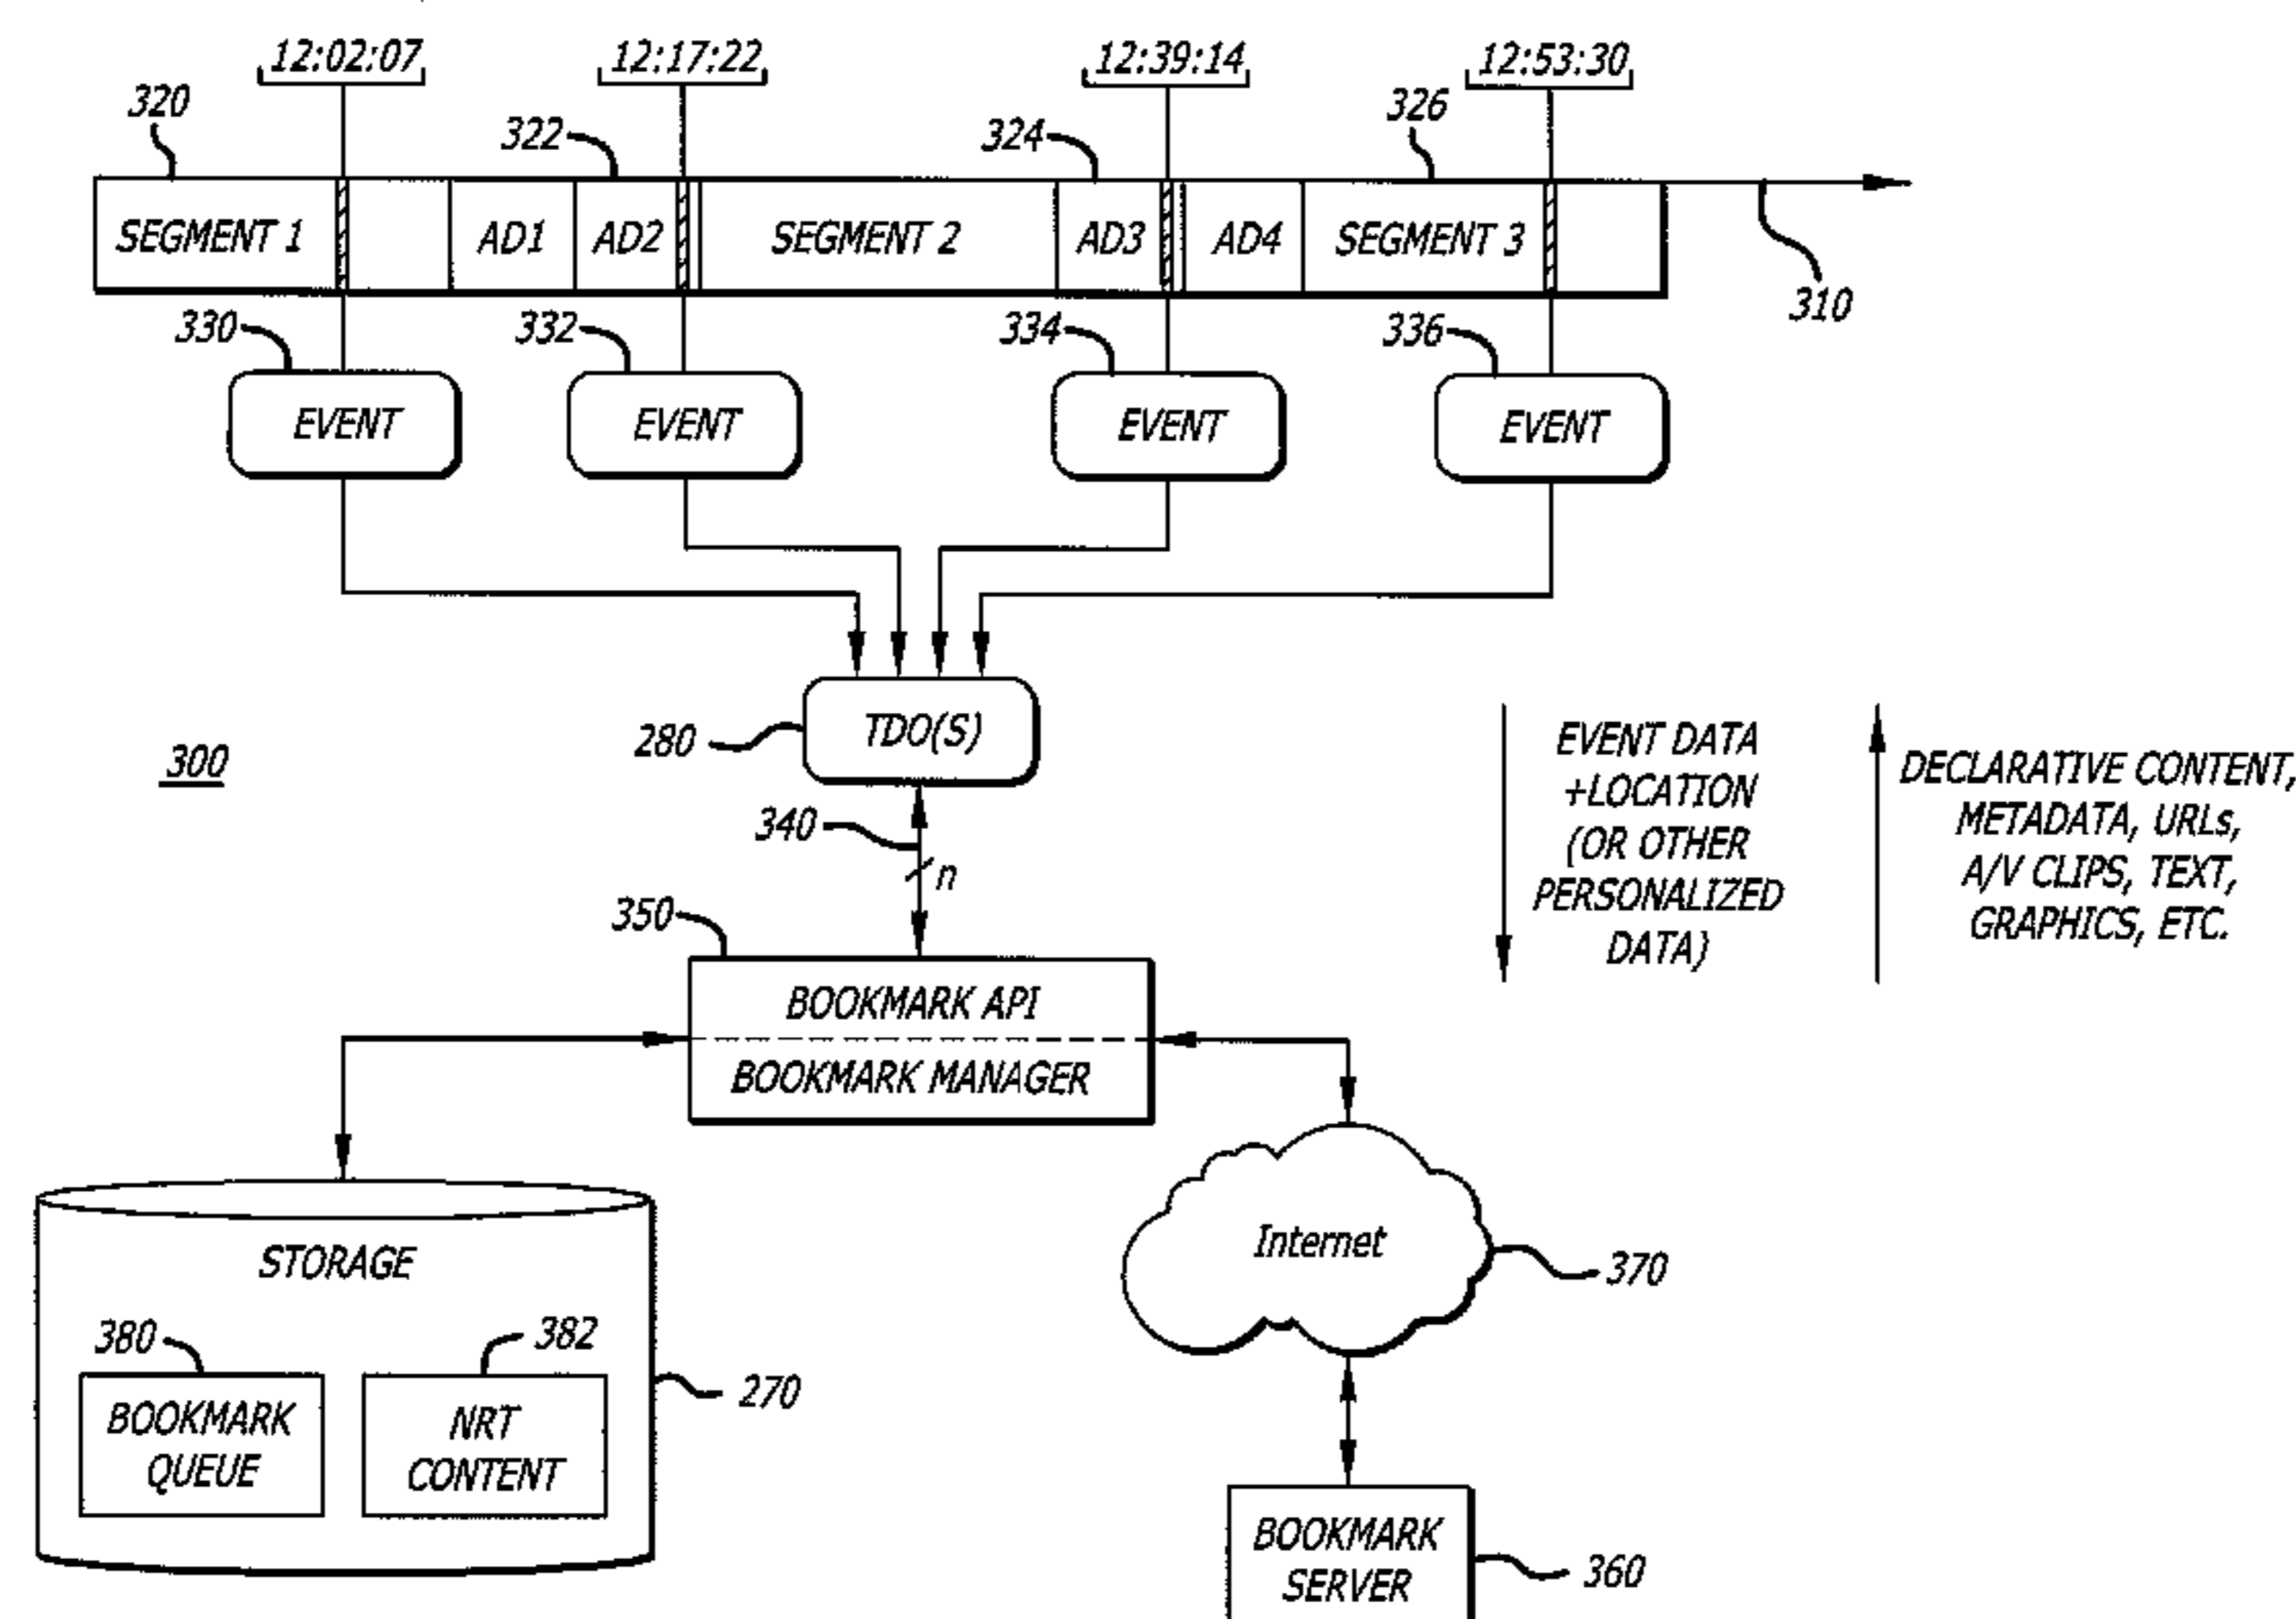 12:02:07
12:17:22
12:39:14
12:53:30
320
322
324
326
SEGMENT 1
AD1
AD2
SEGMENT 2
AD3
AD4
SEGMENT 3
310
330
332
334
336
EVENT
EVENT
EVENT
EVENT
280
TDO(S)
300
340
n
EVENT DATA
+LOCATION
(OR OTHER
PERSONALIZED
DATA)
DECLARATIVE CONTENT,
METADATA, URLs,
A/V CLIPS, TEXT,
GRAPHICS, ETC.
350
BOOKMARK API
BOOKMARK MANAGER
STORAGE
380
382
BOOKMARK
QUEUE
NRT
CONTENT
270
Internet
370
BOOKMARK
SERVER
360